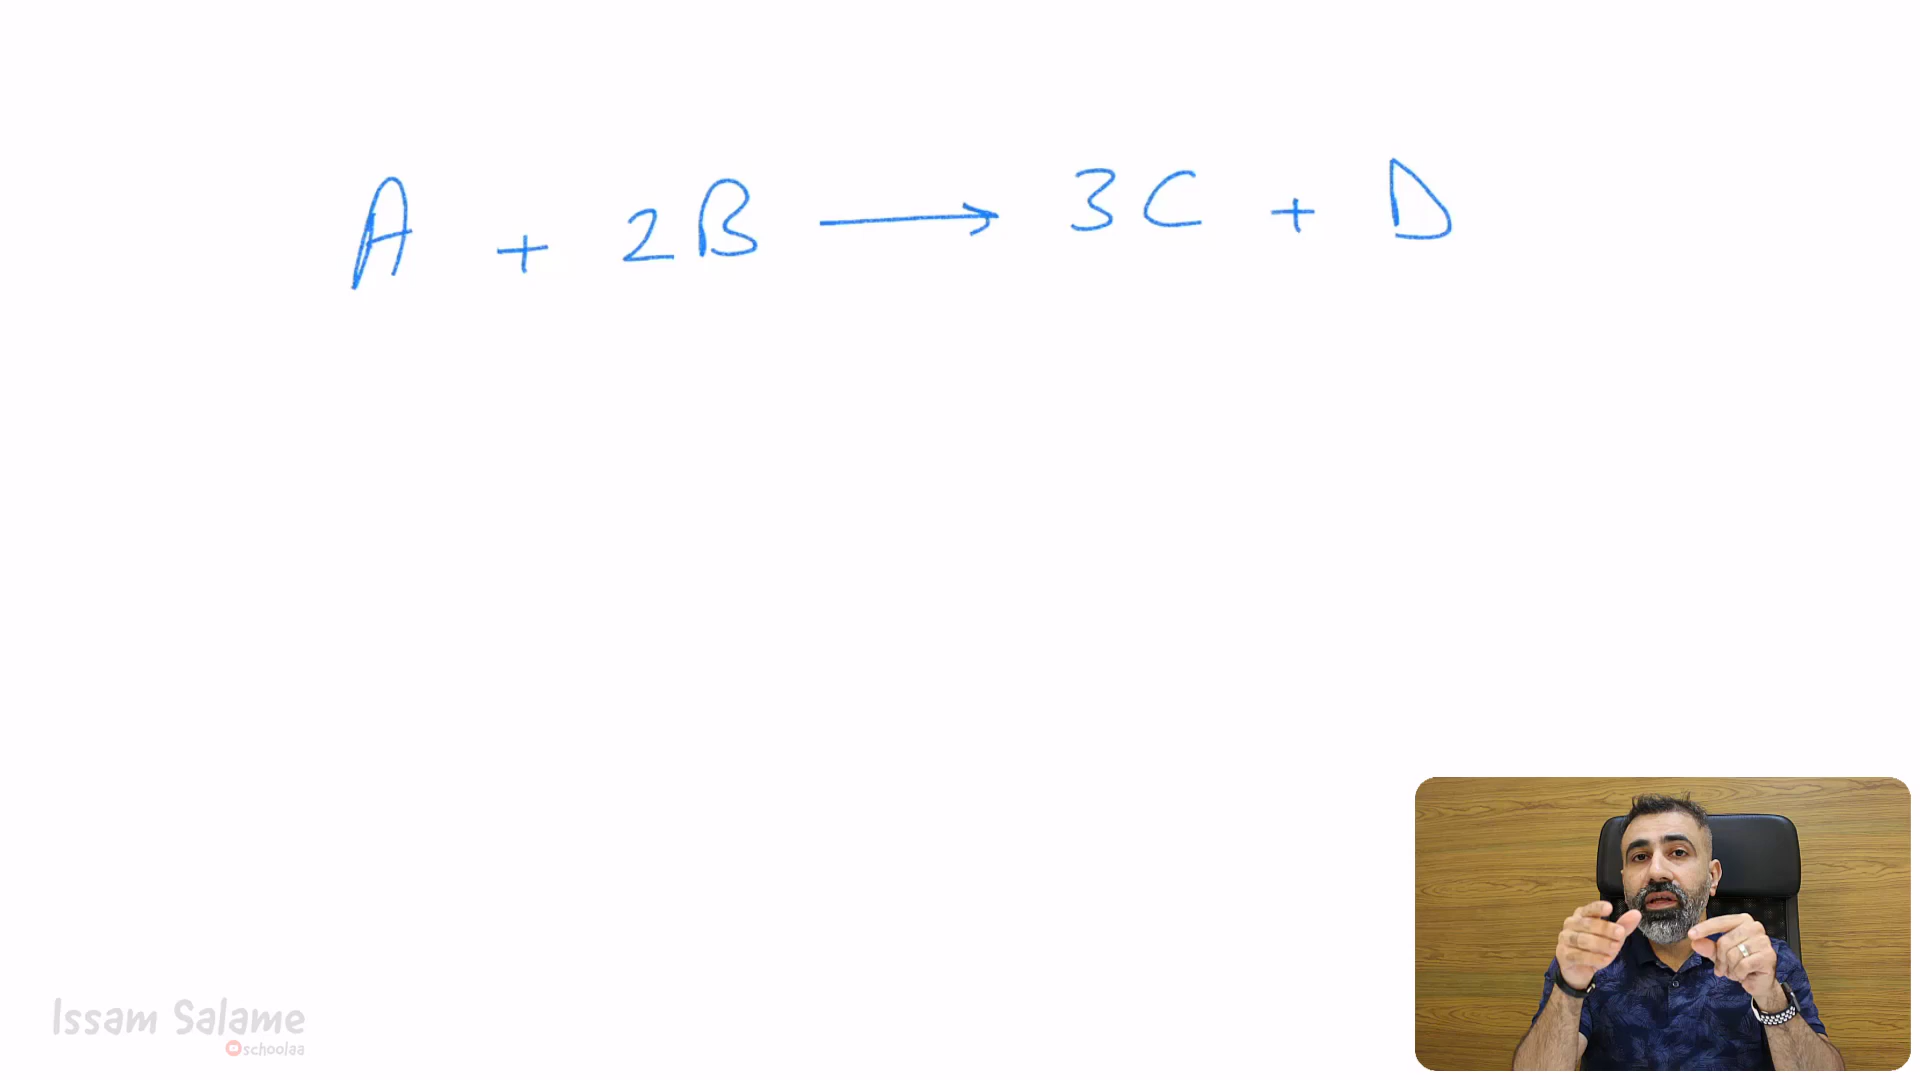 A + 2B → 3C + D
Issam Salame
schoolaa